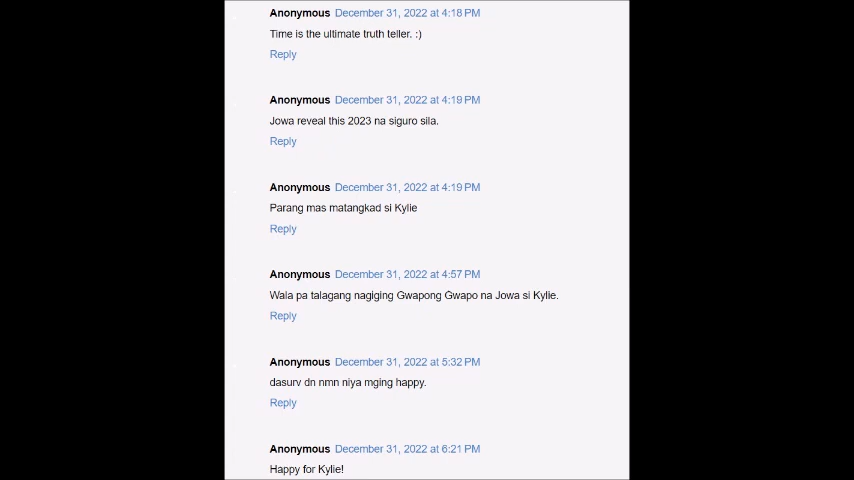 Anonymous December 31, 2022 at 4:18 PM
Time is the ultimate truth teller. :)
Reply
Anonymous December 31, 2022 at 4:19 PM
Jowa reveal this 2023 na siguro sila.
Reply
Anonymous December 31, 2022 at 4:19 PM
Parang mas matangkad si Kylie
Reply
Anonymous December 31, 2022 at 4:57 PM
Wala pa talagang nagiging Gwapong Gwapo na Jowa si Kylie.
Reply
Anonymous December 31, 2022 at 5:32 PM
dasurv dn nmn niya mging happy.
Reply
Anonymous December 31, 2022 at 6:21 PM
Happy for Kylie!